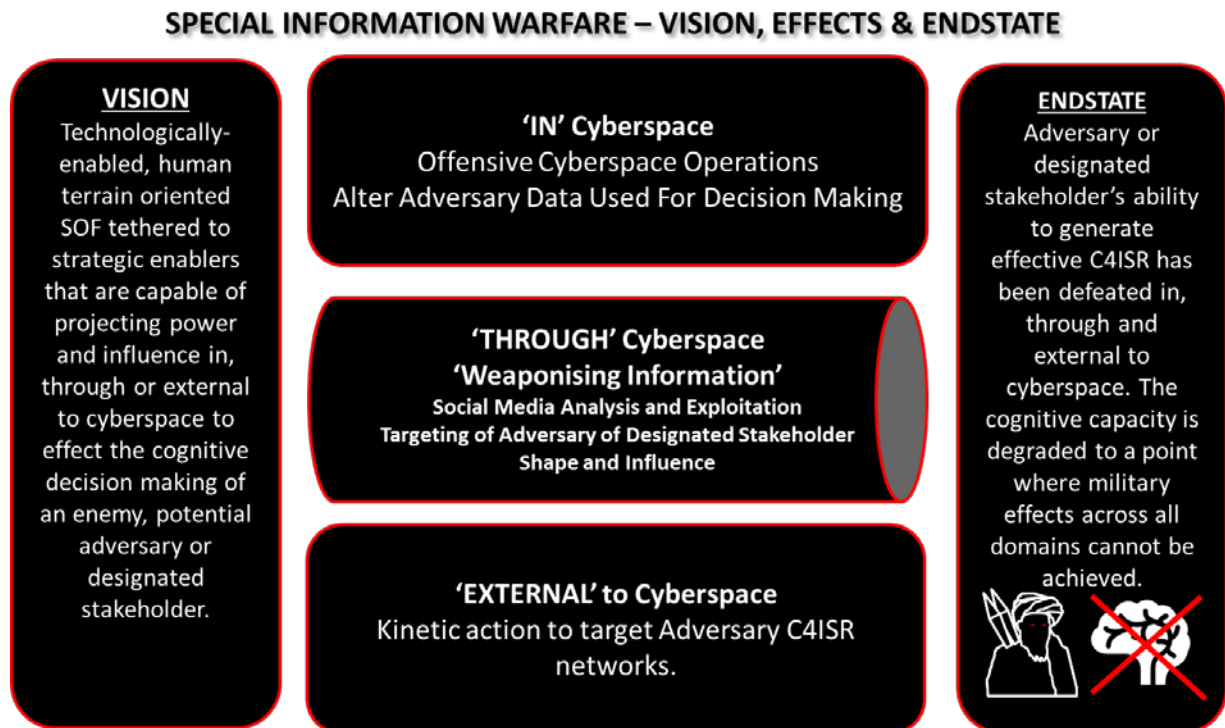 SPECIAL INFORMATION WARFARE – VISION, EFFECTS & ENDSTATE
VISION
Technologically-
enabled, human
terrain oriented
SOF tethered to
strategic enablers
that are capable of
projecting power
and influence in,
through or external
to cyberspace to
effect the cognitive
decision making of
an enemy, potential
adversary or
designated
stakeholder.
‘IN’ Cyberspace
Offensive Cyberspace Operations
Alter Adversary Data Used For Decision Making
‘THROUGH’ Cyberspace
‘Weaponising Information’
Social Media Analysis and Exploitation
Targeting of Adversary of Designated Stakeholder
Shape and Influence
‘EXTERNAL’ to Cyberspace
Kinetic action to target Adversary C4ISR
networks.
ENDSTATE
Adversary or
designated
stakeholder’s ability
to generate
effective C4ISR has
been defeated in,
through and
external to
cyberspace. The
cognitive capacity is
degraded to a point
where military
effects across all
domains cannot be
achieved.